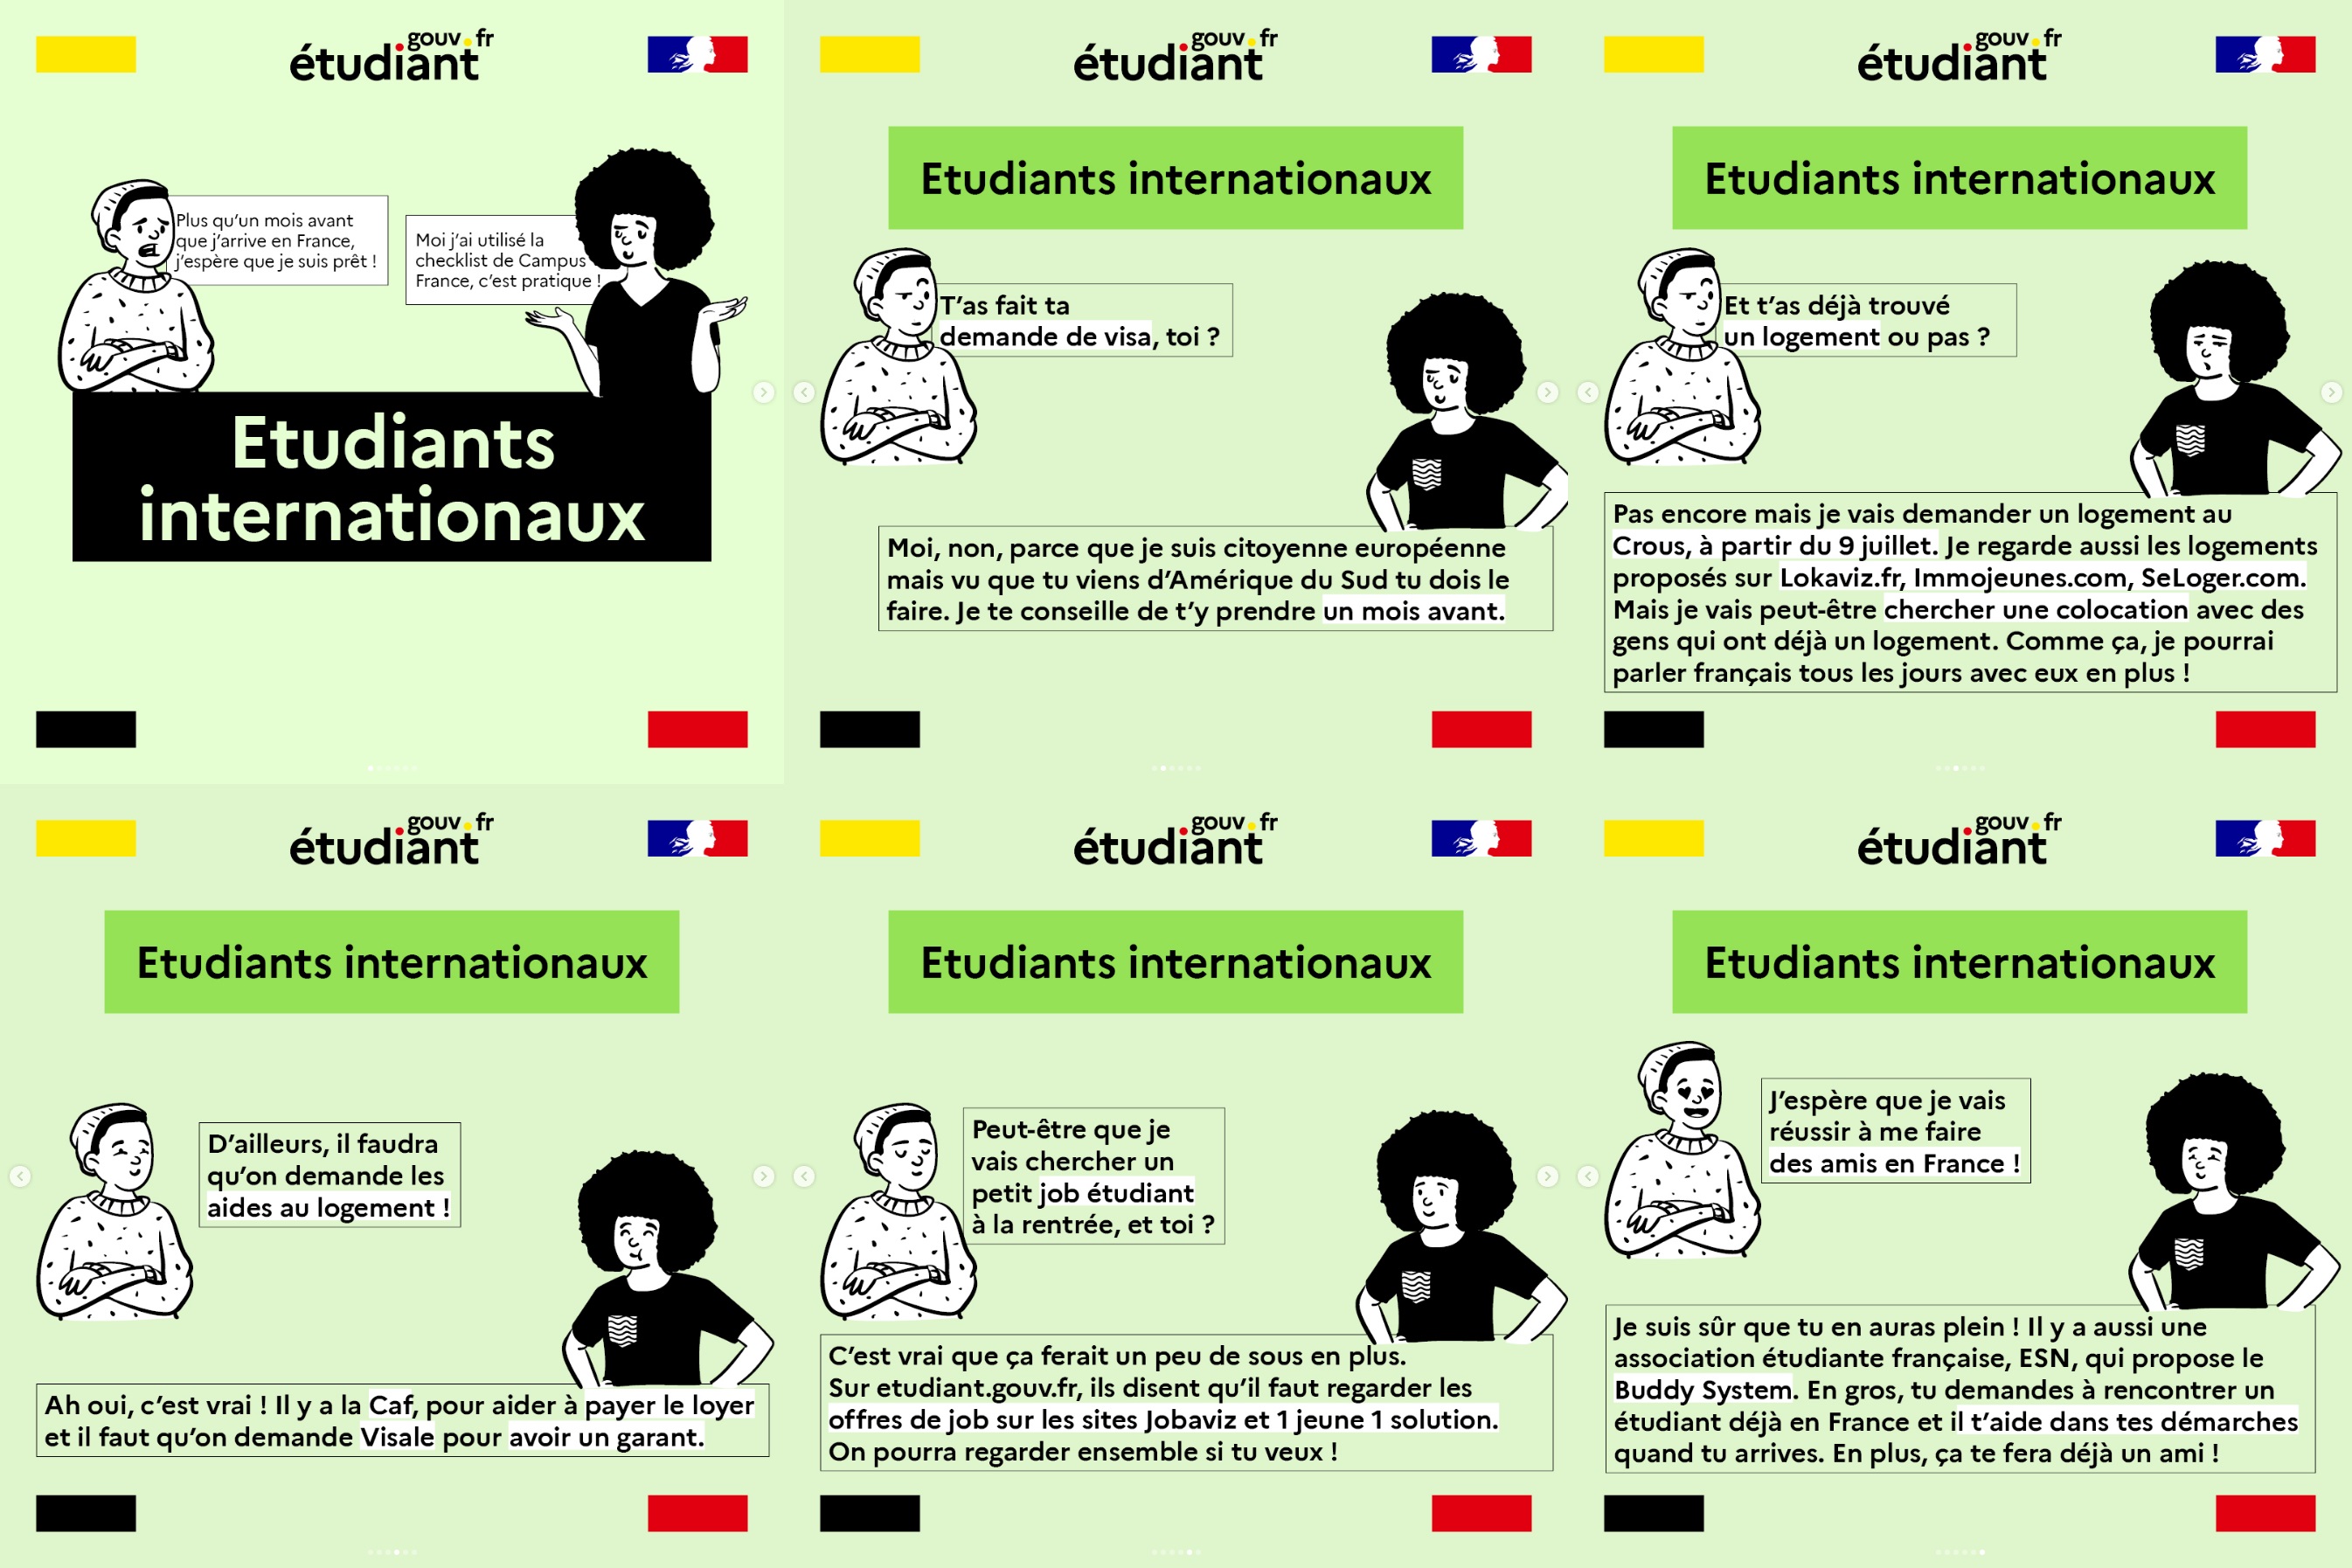 étudiant.gouv.fr
Plus qu'un mois avant
que j'arrive en France,
j'espère que je suis prêt !
Moi j'ai utilisé la
checklist de Campus
France, c'est pratique !
Etudiants
internationaux
étudiant.gouv.fr
Etudiants internationaux
T'as fait ta
demande de visa, toi ?
Moi, non, parce que je suis citoyenne européenne
mais vu que tu viens d'Amérique du Sud tu dois le
faire. Je te conseille de t'y prendre un mois avant.
étudiant.gouv.fr
Etudiants internationaux
Et t'as déjà trouvé
un logement ou pas ?
Pas encore mais je vais demander un logement au
Crous, à partir du 9 juillet. Je regarde aussi les logements
proposés sur Lokaviz.fr, Immojeunes.com, SeLoger.com.
Mais je vais peut-être chercher une colocation avec des
gens qui ont déjà un logement. Comme ça, je pourrai
parler français tous les jours avec eux en plus !
étudiant.gouv.fr
Etudiants internationaux
D'ailleurs, il faudra
qu'on demande les
aides au logement !
Ah oui, c'est vrai ! Il y a la Caf, pour aider à payer le loyer
et il faut qu'on demande Visale pour avoir un garant.
étudiant.gouv.fr
Etudiants internationaux
Peut-être que je
vais chercher un
petit job étudiant
à la rentrée, et toi ?
C'est vrai que ça ferait un peu de sous en plus.
Sur etudiant.gouv.fr, ils disent qu'il faut regarder les
offres de job sur les sites Jobaviz et 1 jeune 1 solution.
On pourra regarder ensemble si tu veux !
étudiant.gouv.fr
Etudiants internationaux
J'espère que je vais
réussir à me faire
des amis en France !
Je suis sûr que tu en auras plein ! Il y a aussi une
association étudiante française, ESN, qui propose le
Buddy System. En gros, tu demandes à rencontrer un
étudiant déjà en France et il t'aide dans tes démarches
quand tu arrives. En plus, ça te fera déjà un ami !